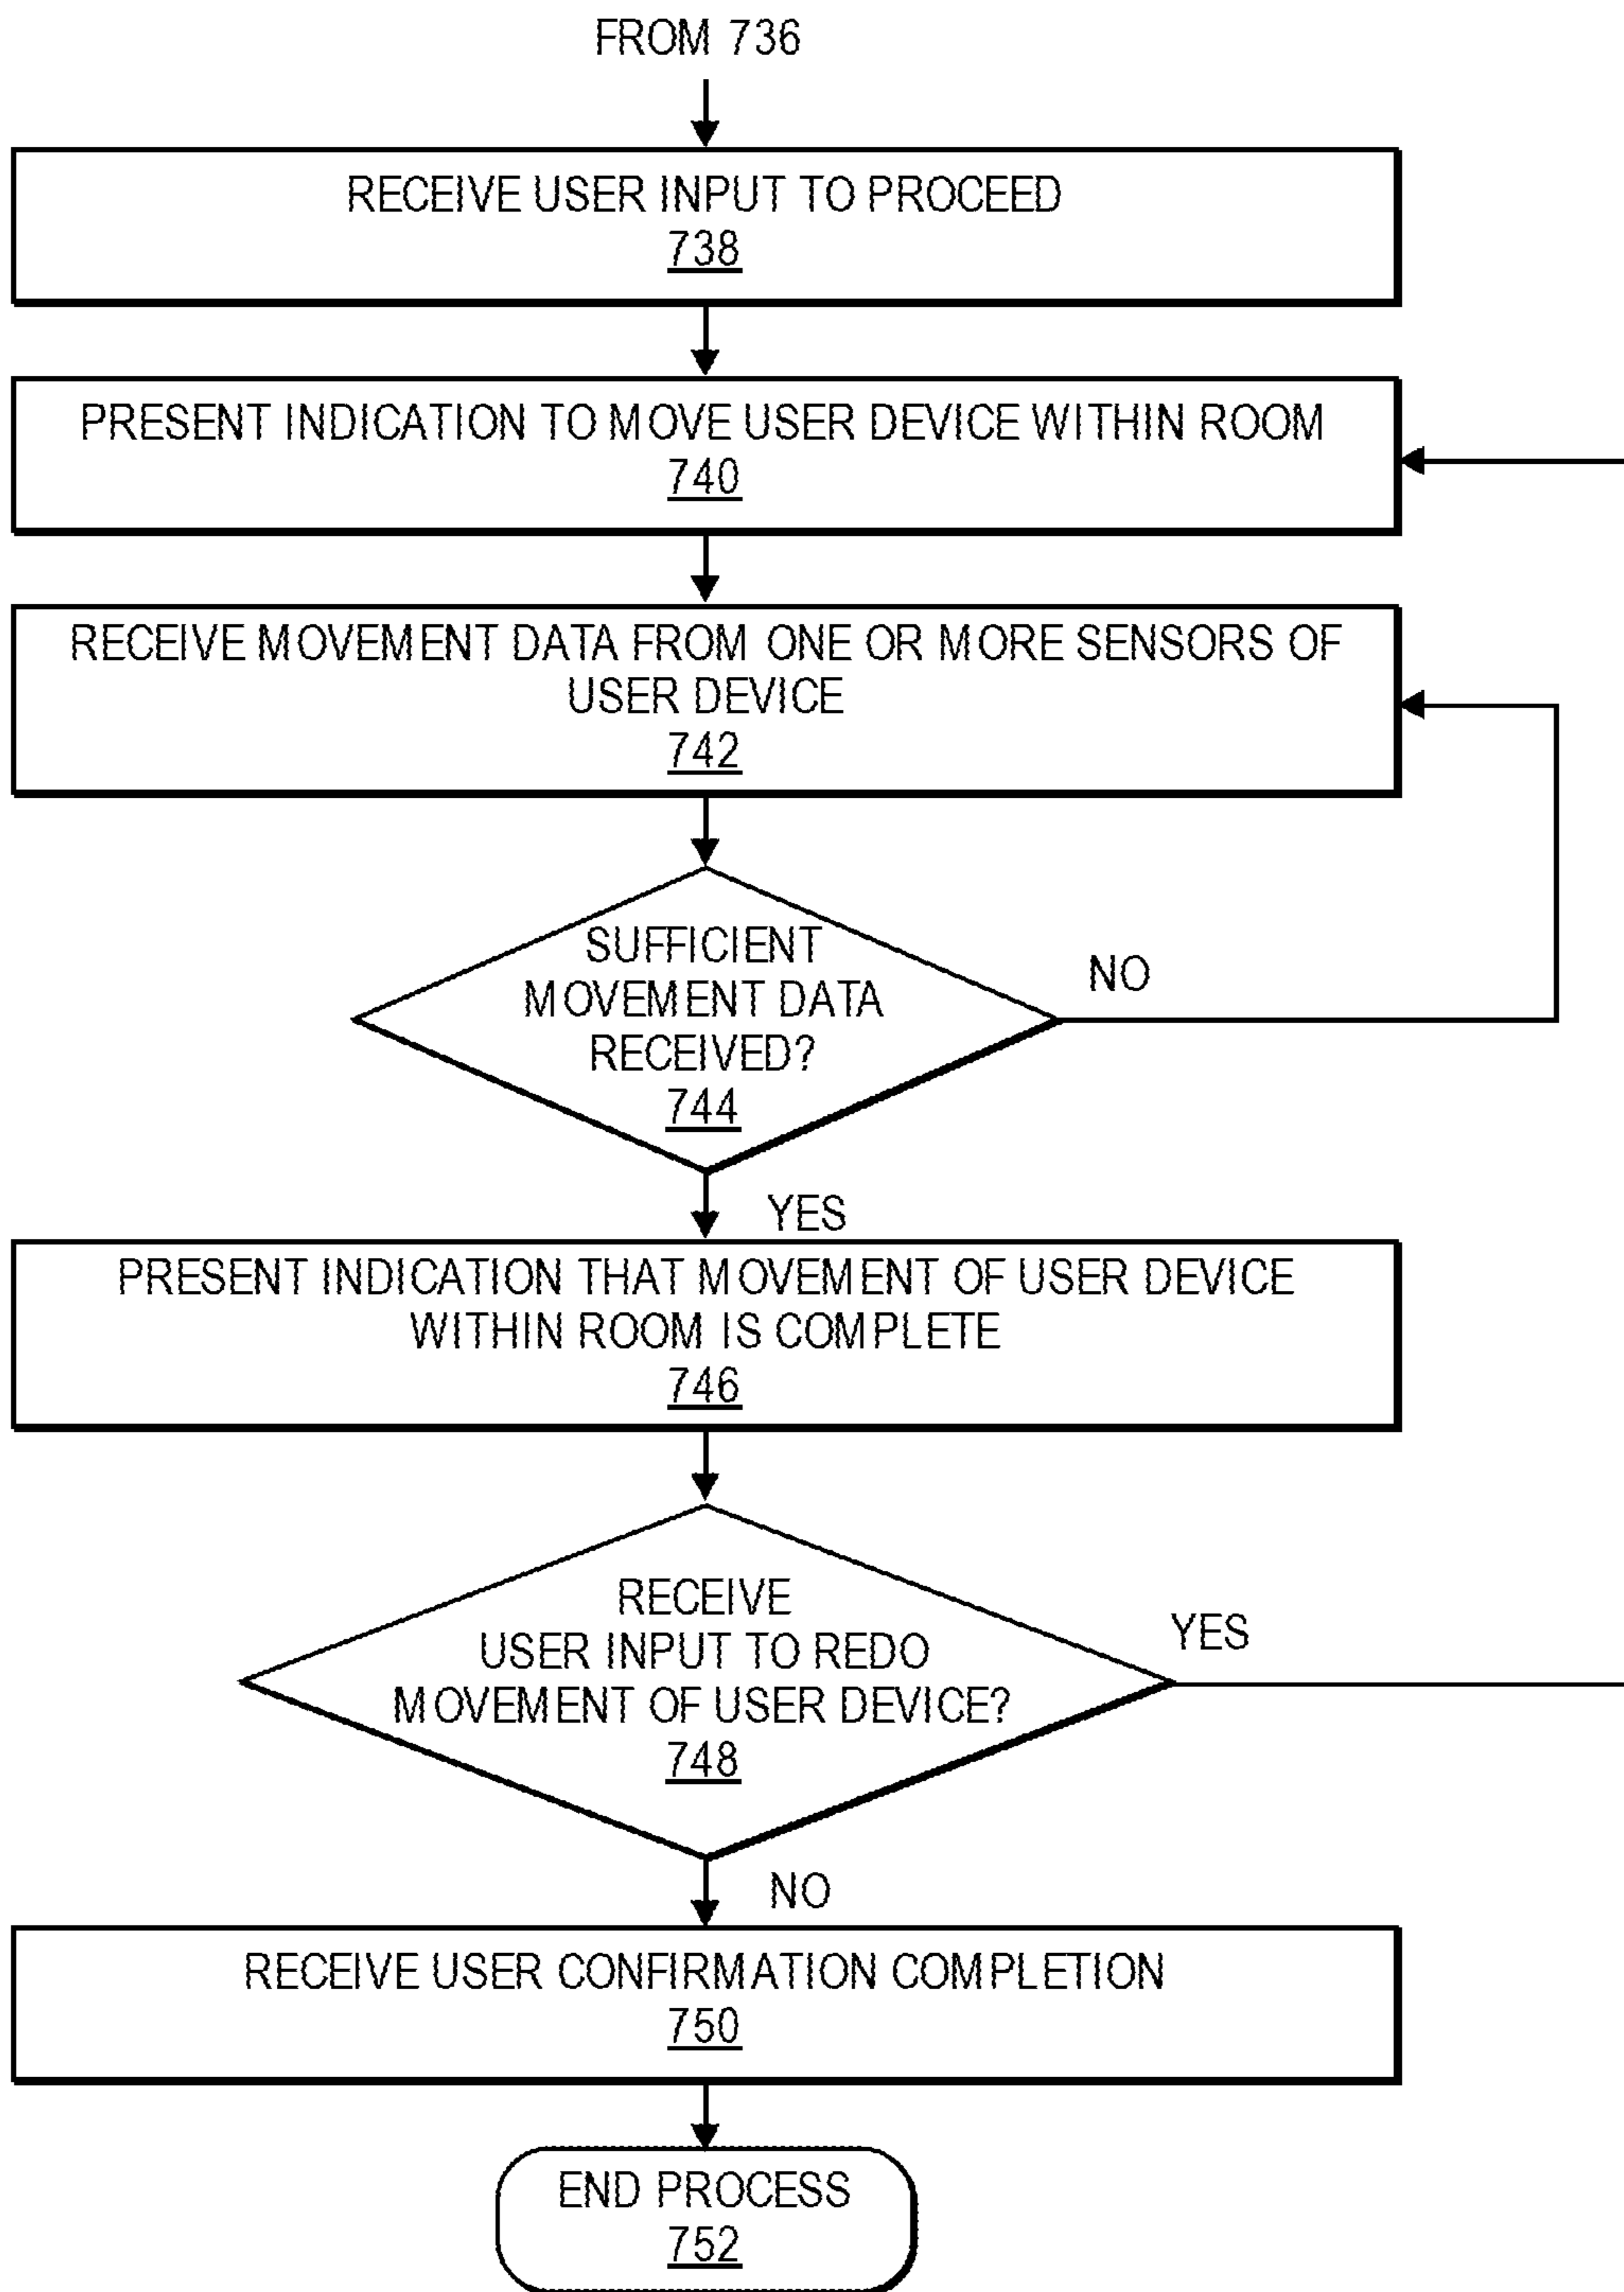 FROM 736
RECEIVE USER INPUT TO PROCEED
738
PRESENT INDICATION TO MOVE USER DEVICE WITHIN ROOM
740
RECEIVE MOVEMENT DATA FROM ONE OR MORE SENSORS OF
USER DEVICE
742
SUFFICIENT
MOVEMENT DATA
RECEIVED?
744
NO
YES
PRESENT INDICATION THAT MOVEMENT OF USER DEVICE
WITHIN ROOM IS COMPLETE
746
RECEIVE
USER INPUT TO REDO
MOVEMENT OF USER DEVICE?
748
YES
NO
RECEIVE USER CONFIRMATION COMPLETION
750
END PROCESS
752